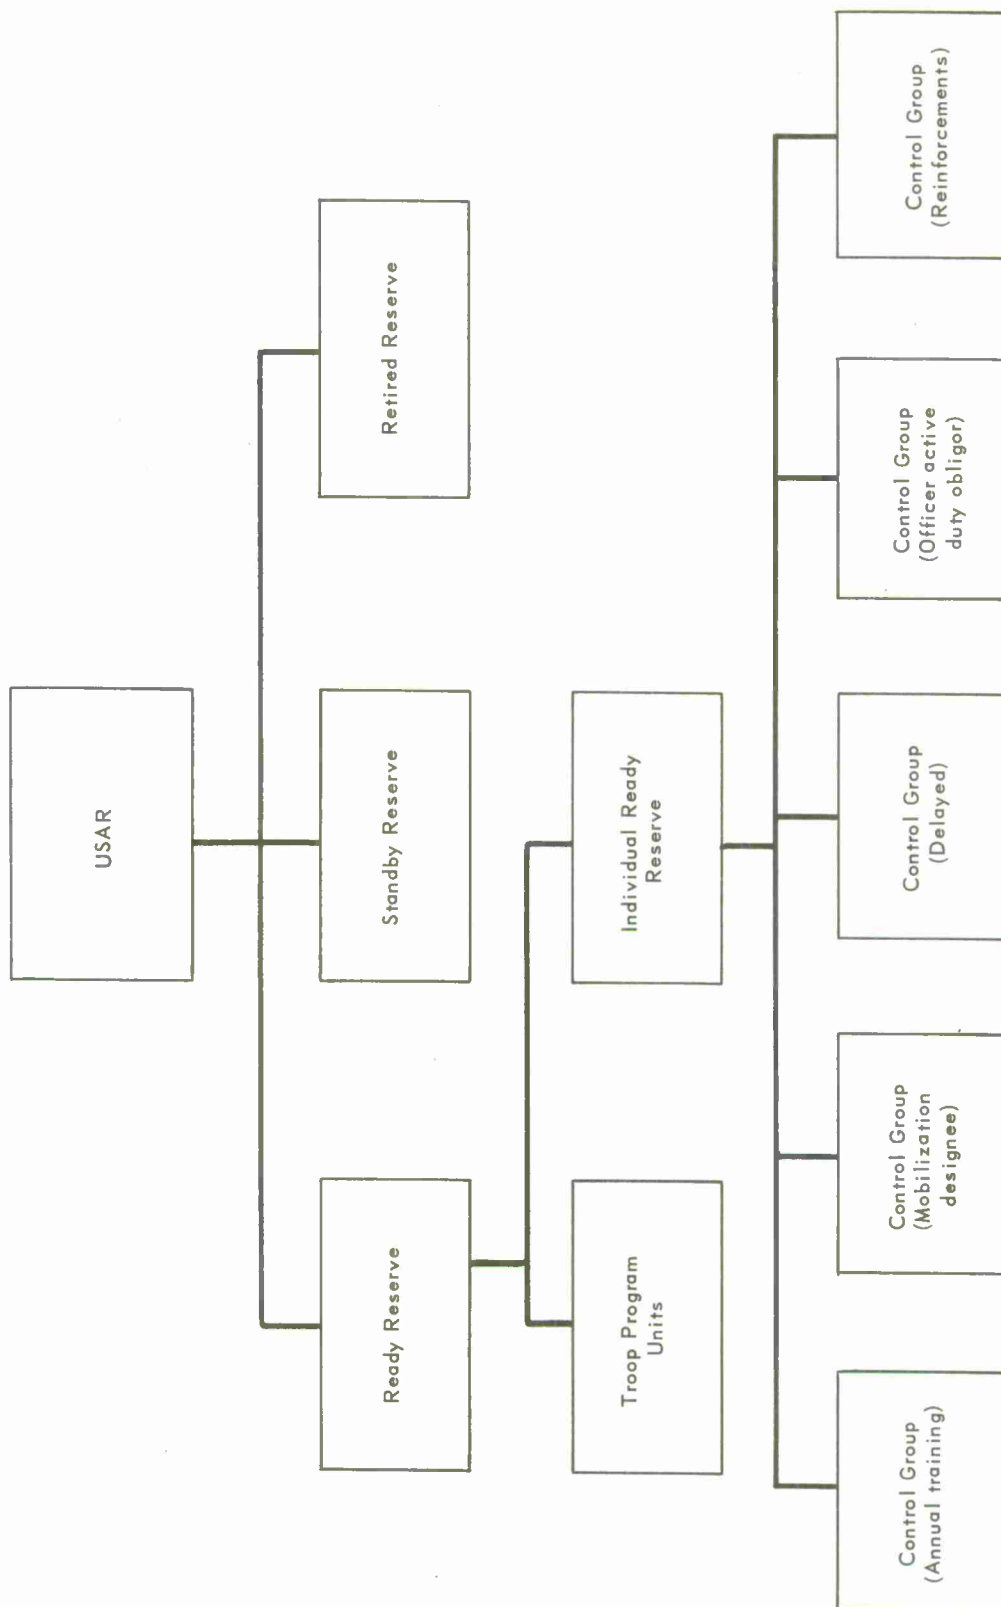 USAR
Ready Reserve
Standby Reserve
Retired Reserve
Troop Program
Units
Individual Ready
Reserve
Control Group
(Annual training)
Control Group
(Mobilization
designee)
Control Group
(Delayed)
Control Group
(Officer active
duty obligor)
Control Group
(Reinforcements)